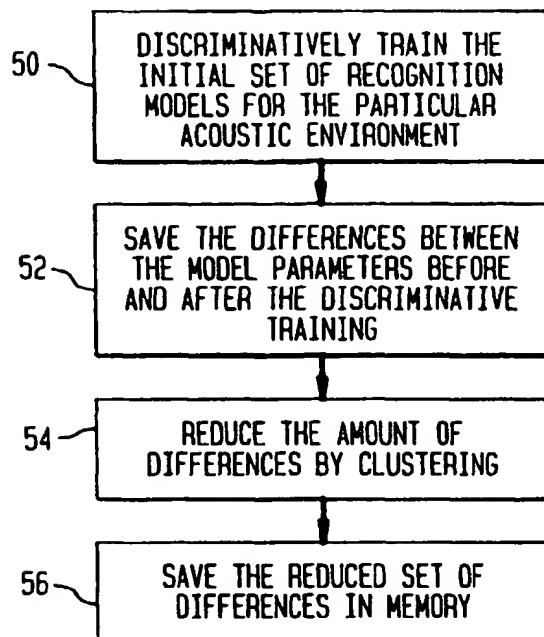 50
DISCRIMINATIVELY TRAIN THE
INITIAL SET OF RECOGNITION
MODELS FOR THE PARTICULAR
ACOUSTIC ENVIRONMENT
52
SAVE THE DIFFERENCES BETWEEN
THE MODEL PARAMETERS BEFORE
AND AFTER THE DISCRIMINATIVE
TRAINING
54
REDUCE THE AMOUNT OF
DIFFERENCES BY CLUSTERING
56
SAVE THE REDUCED SET OF
DIFFERENCES IN MEMORY